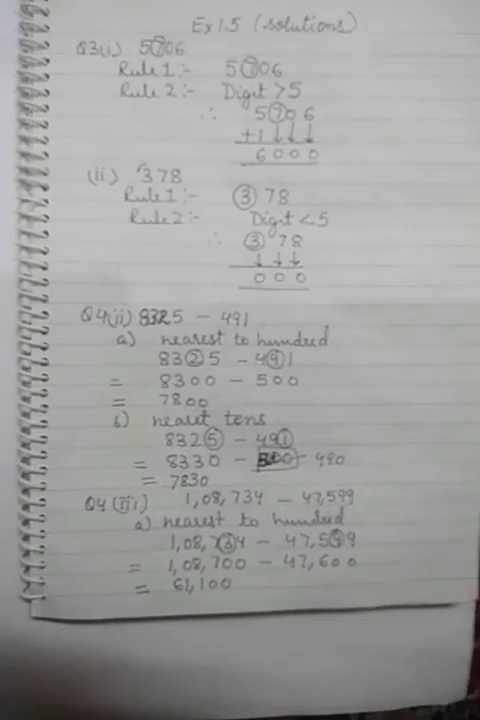 Ex 1.5 (solutions)
Q3(i) 5706
Rule 1:- 5706
Rule 2:- Digit > 5
∴ 5706
+1↓↓↓
6000
(ii) 378
Rule 1:- 378
Rule 2:- Digit < 5
∴ 378
↓↓↓
000
Q4(ii) 8325 - 491
a) nearest to hundred
8325 - 491
= 8300 - 500
= 7800
b) nearet tens
8325 - 491
= 8330 - 490
= 7830
Q4(iii) 1,08,734 - 47,599
a) nearest to hundred
1,08,734 - 47,599
= 1,08,700 - 47,600
= 61,100